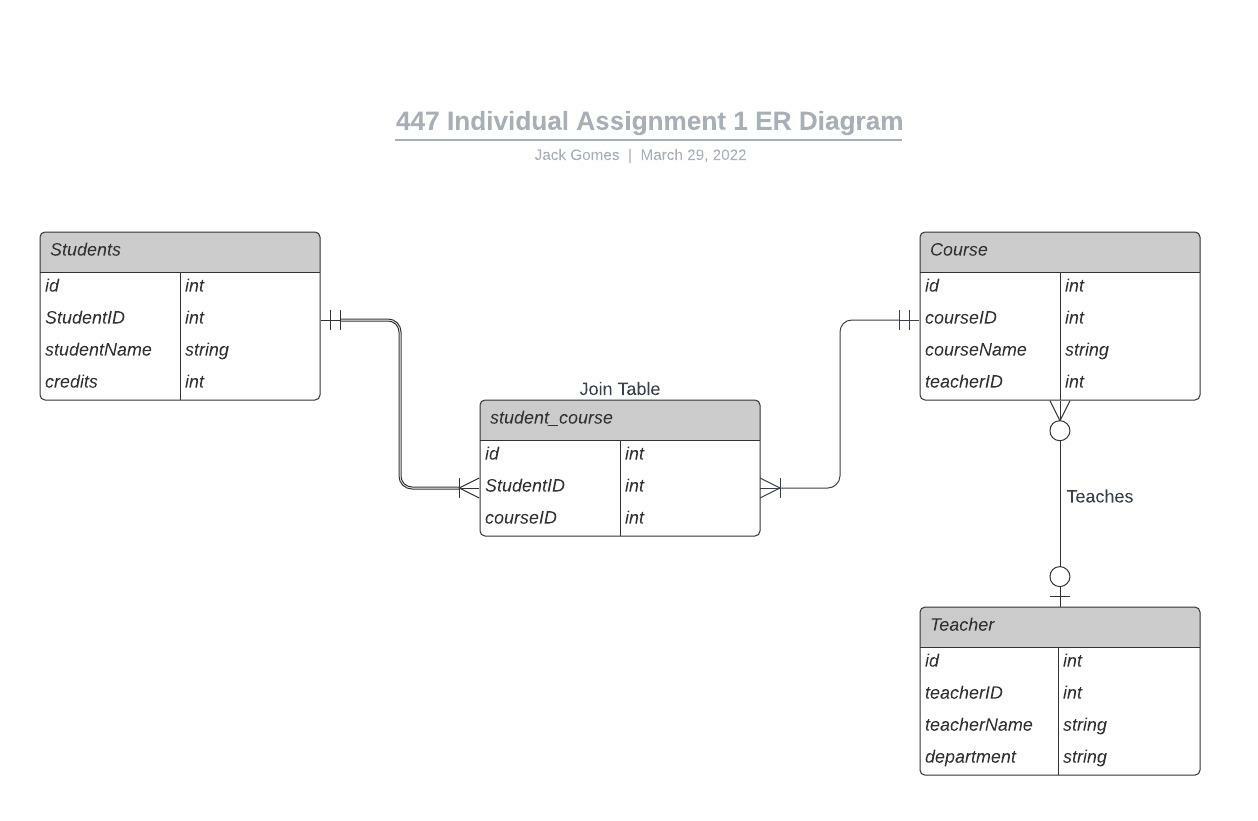 447 Individual Assignment 1 ER Diagram
Jack Gomes | March 29, 2022
Students
id int
StudentID int
studentName string
credits int
Join Table
student_course
id int
StudentID int
courseID int
Course
id int
courseID int
courseName string
teacherID int
Teaches
Teacher
id int
teacherID int
teacherName string
department string